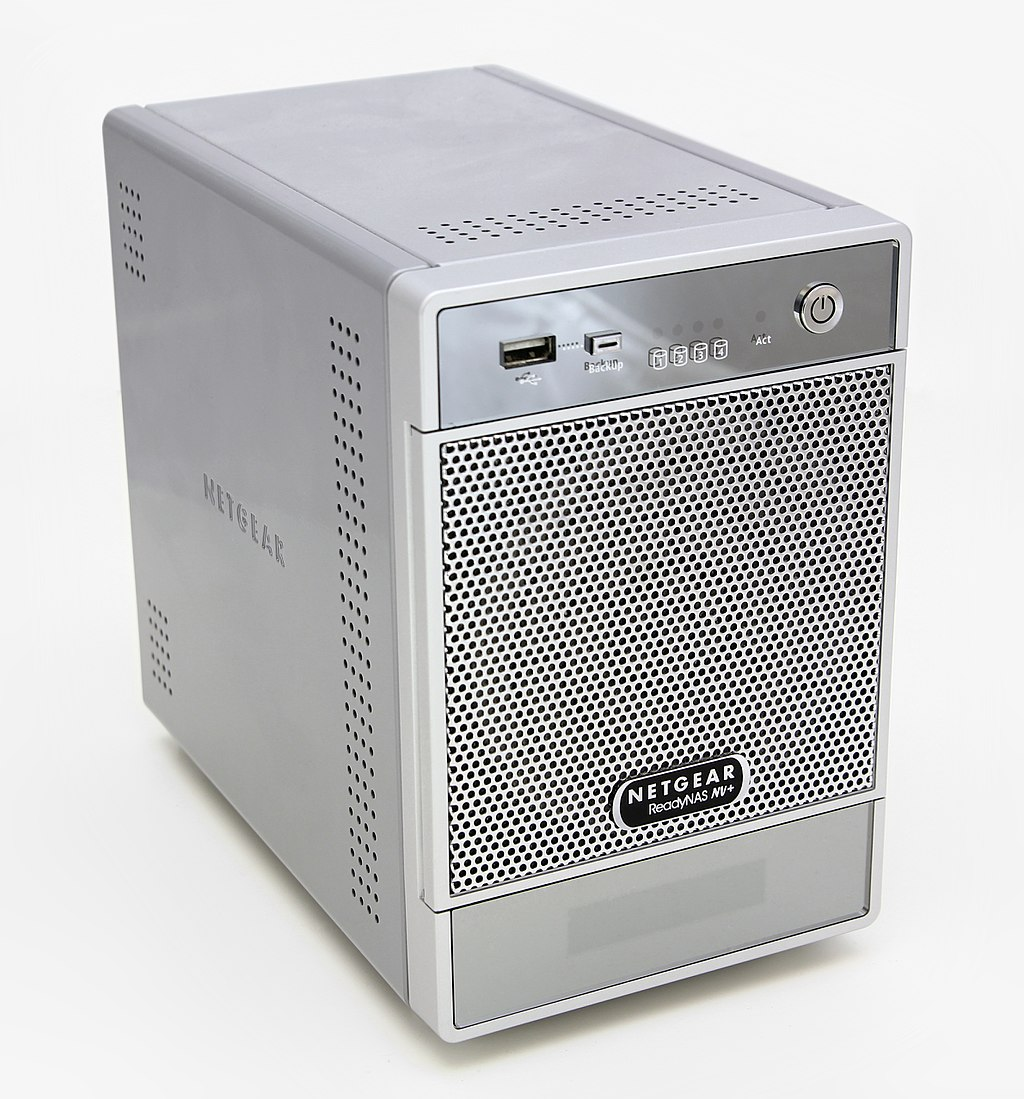 Backup
1 2 3 4
Act
NETGEAR
NETGEAR
ReadyNAS NV+